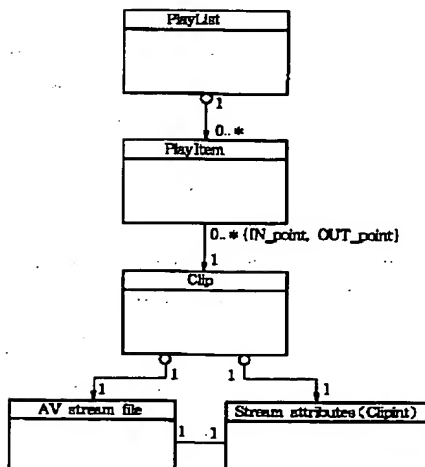 PlayList
1
0..*
PlayItem
0..* {IN_point, OUT_point}
1
Clip
1
1
1
1
AV stream file
Stream attributes (Clipint)
1
1